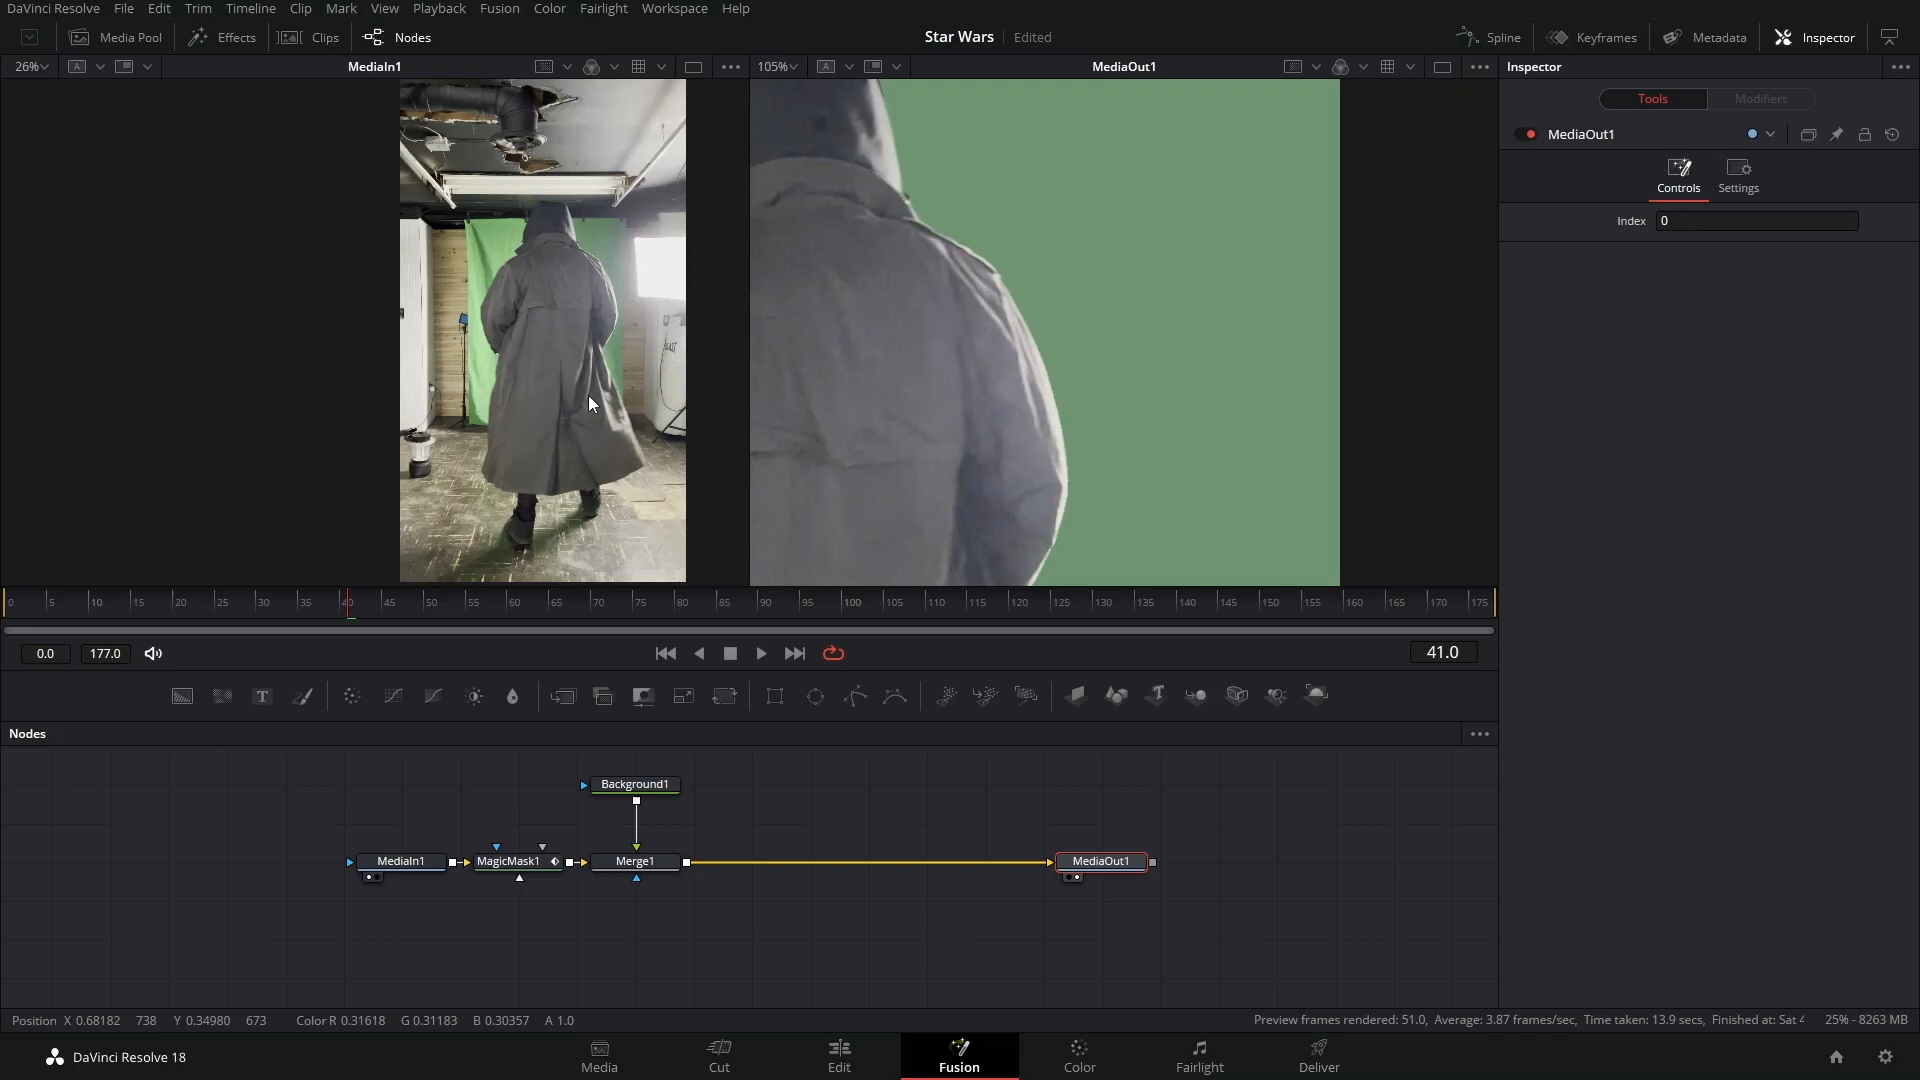 DaVinci Resolve File Edit Trim Timeline Clip Mark View Playback Fusion Color Fairlight Workspace Help
Media Pool Effects Clips Nodes Star Wars Edited Spline Keyframes Metadata Inspector
26% A MediaIn1 105% A MediaOut1 Inspector
Tools Modifiers
MediaOut1
Controls Settings
Index 0
0 5 10 15 20 25 30 35 40 45 50 55 60 65 70 75 80 85 90 95 100 105 110 115 120 125 130 135 140 145 150 155 160 165 170 175
0.0 177.0 41.0
T
Nodes
Background1
MediaIn1 MagicMask1 Merge1 MediaOut1
Position X 0.68182 738 Y 0.34980 673 Color R 0.31618 G 0.31183 B 0.30357 A 1.0 Preview frames rendered: 51.0, Average: 3.87 frames/sec, Time taken: 13.9 secs, Finished at: Sat 25% - 8263 MB
DaVinci Resolve 18 Media Cut Edit Fusion Color Fairlight Deliver